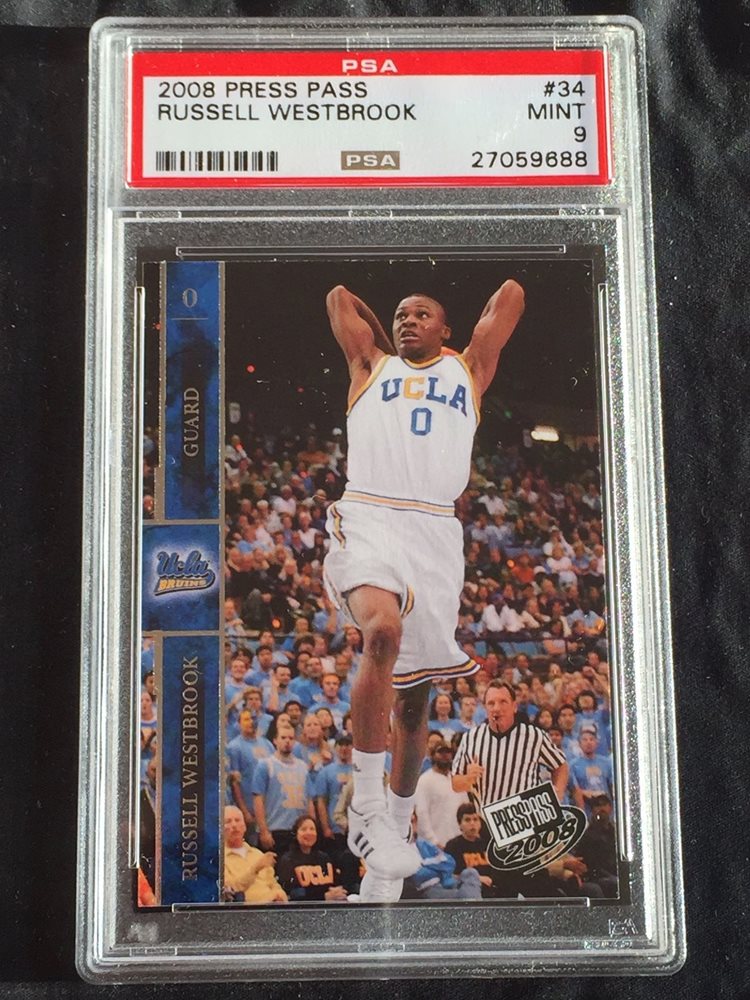 PSA
2008 PRESS PASS #34
RUSSELL WESTBROOK MINT
9
PSA 27059688
0
GUARD
Ucla
BRUINS
RUSSELL WESTBROOK
UCLA
0
UCLA
PRESS PASS
2008